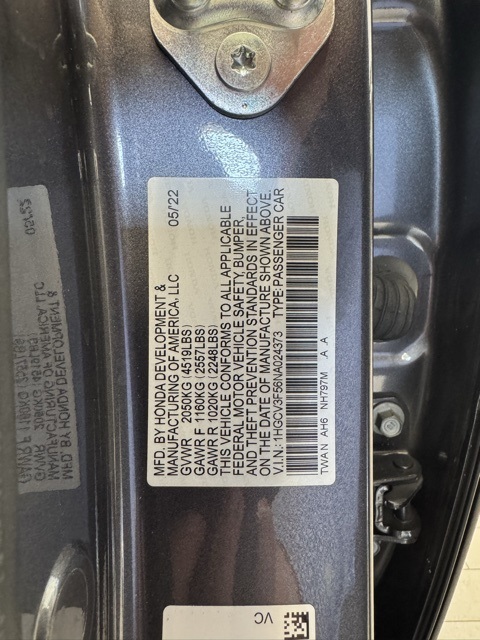 MFD. BY HONDA DEVELOPMENT &
MANUFACTURING OF AMERICA, LLC 05/'22
GVWR 2050KG (4519LBS)
GAWR F 1160KG (2557LBS)
GAWR R 1020KG (2248LBS)
THIS VEHICLE CONFORMS TO ALL APPLICABLE
FEDERAL MOTOR VEHICLE SAFETY, BUMPER,
AND THEFT PREVENTION STANDARDS IN EFFECT
ON THE DATE OF MANUFACTURE SHOWN ABOVE.
V.I.N.:1HGCV3F56NA024373 TYPE:PASSENGER CAR
TWAN AH6 NH797M A A
VC